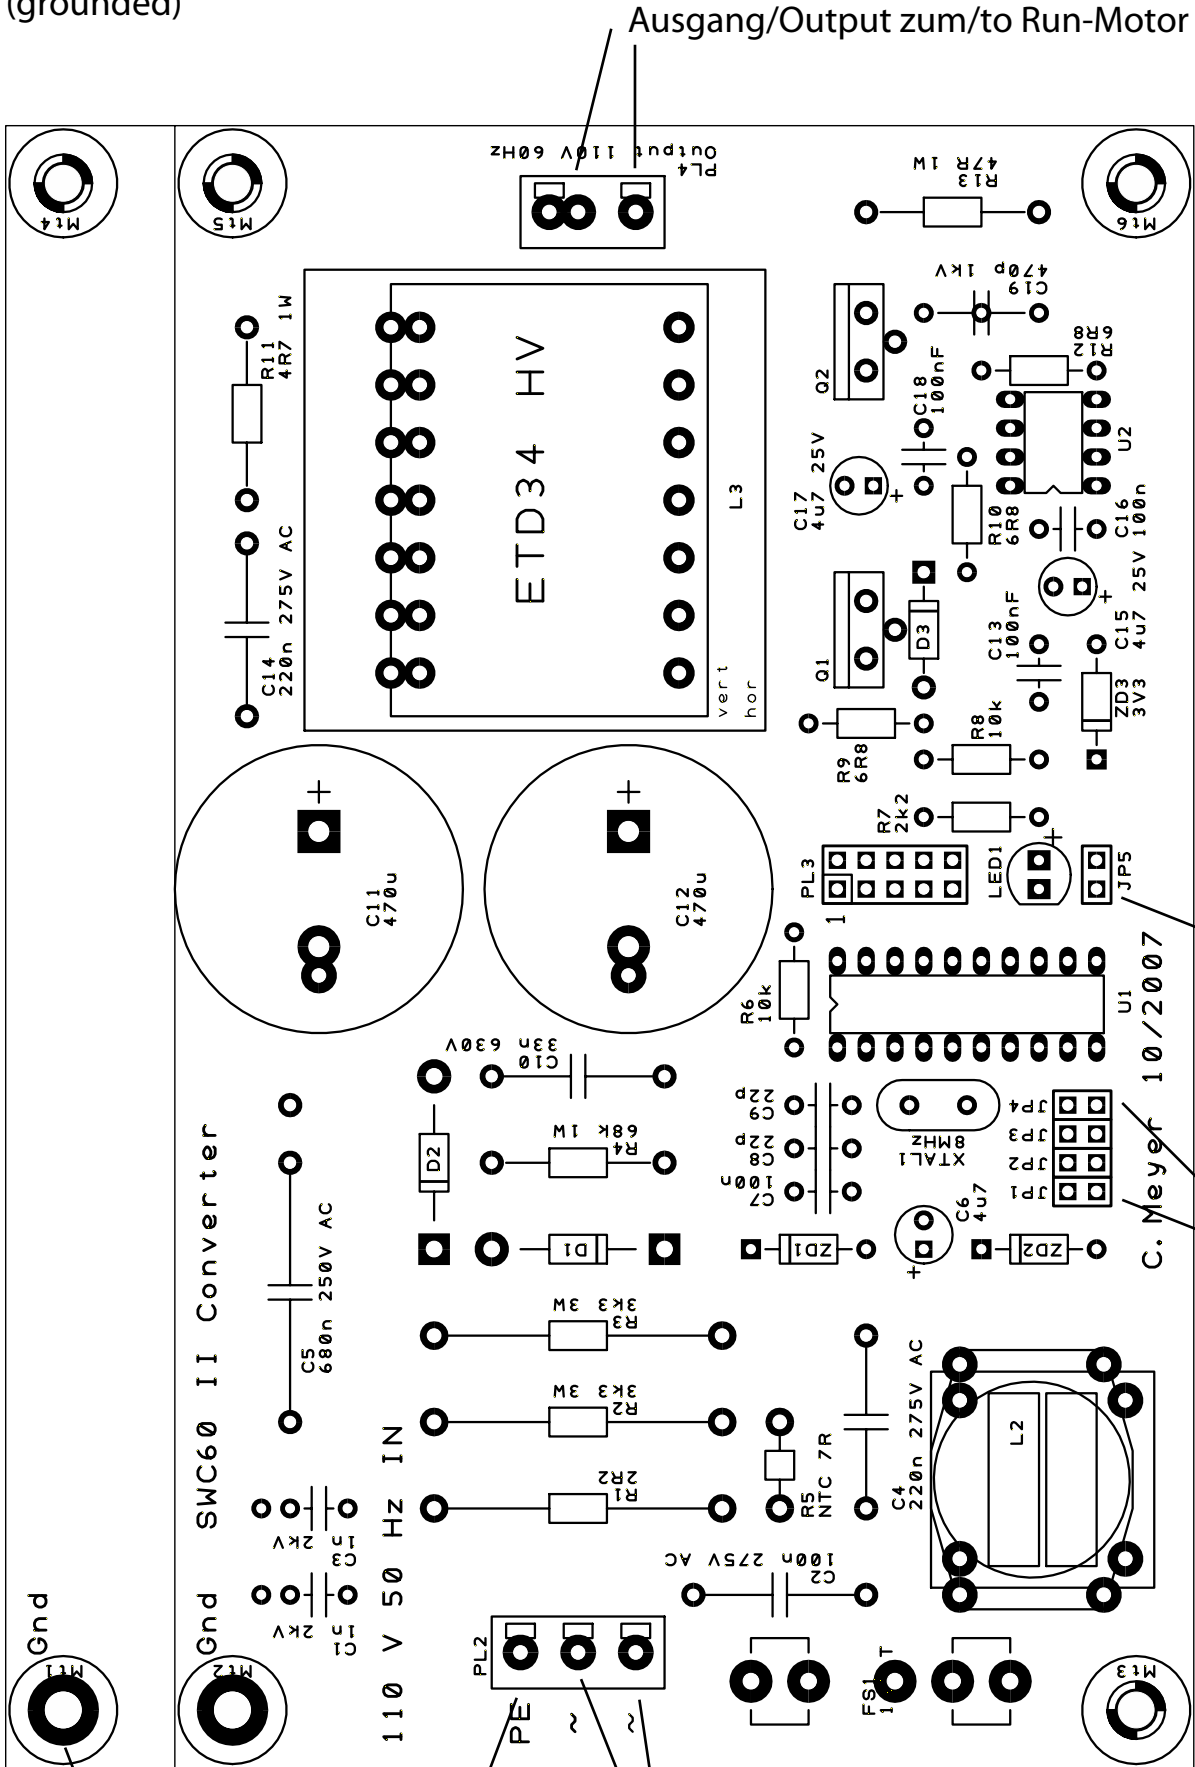 (grounded)
Ausgang/Output zum/to Run-Motor
PL4
Output 110V 60Hz
R13
47R 1W
Mt4
Mt5
Mt6
C19
470p 1kV
R11
4R7 1W
ETD34 HV
L3
vert
hor
Q2
C18
100nF
R12
6R8
U2
C17
4u7 25V
R10
6R8
C16
100n
C14
220n 275V AC
Q1
D3
C13
100nF
C15
4u7 25V
ZD3
3V3
R9
6R8
R8
10k
R7
2k2
+
C11
470u
+
C12
470u
PL3
1
LED1
+
JP5
R6
10k
U1
C10
33n 630V
D2
R4
68k 1W
D1
C9
22p
C8
22p
C7
100n
XTAL1
8MHz
JP4
JP3
JP2
JP1
C6
4u7
+
ZD1
ZD2
C. Meyer 10/2007
SWC60 II Converter
C5
680n 250V AC
R3
3k3 3W
R2
3k3 3W
R1
2R2
R5
NTC 7R
C4
220n 275V AC
L2
C3
1n
2kV
C1
1n
2kV
110 V 50 Hz IN
C2
100n 275V AC
Gnd
Gnd
Mt1
Mt2
Mt3
PL2
PE
~
~
FS1
1 T
+
+